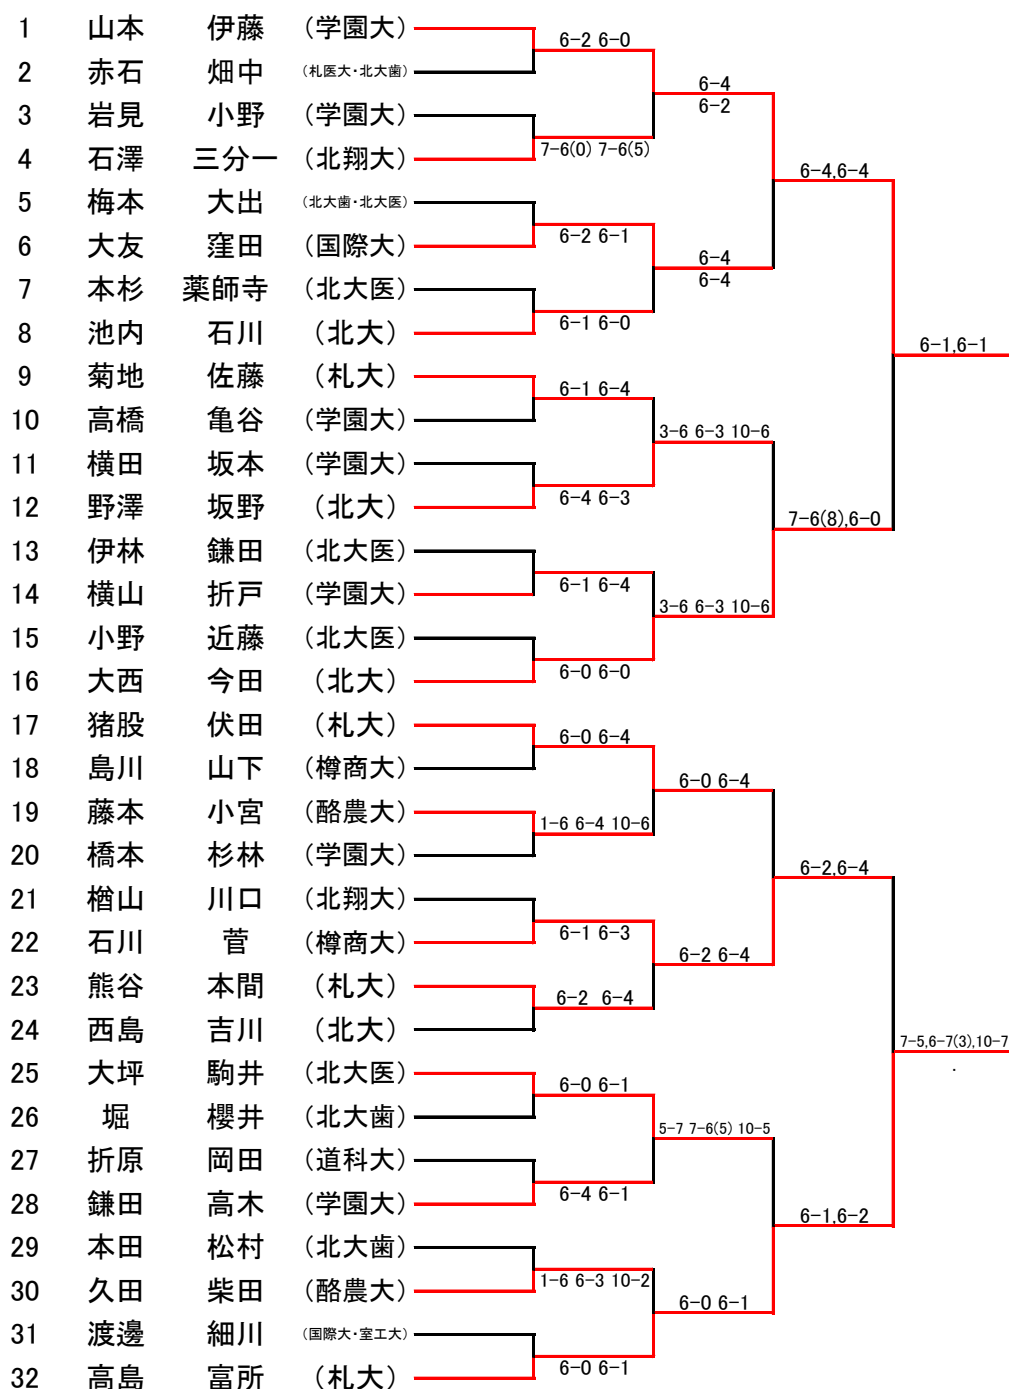 1 山本 伊藤 (学園大)
6-2 6-0
2 赤石 畑中 (札医大・北大歯)
6-4
6-2
3 岩見 小野 (学園大)
7-6(0) 7-6(5)
4 石澤 三分一 (北翔大)
6-4,6-4
5 梅本 大出 (北大歯・北大医)
6-2 6-1
6 大友 窪田 (国際大)
6-4
6-4
7 本杉 薬師寺 (北大医)
6-1 6-0
8 池内 石川 (北大)
6-1,6-1
9 菊地 佐藤 (札大)
6-1 6-4
10 高橋 亀谷 (学園大)
3-6 6-3 10-6
11 横田 坂本 (学園大)
6-4 6-3
12 野澤 坂野 (北大)
7-6(8),6-0
13 伊林 鎌田 (北大医)
6-1 6-4
14 横山 折戸 (学園大)
3-6 6-3 10-6
15 小野 近藤 (北大医)
6-0 6-0
16 大西 今田 (北大)
17 猪股 伏田 (札大)
6-0 6-4
18 島川 山下 (樽商大)
6-0 6-4
19 藤本 小宮 (酪農大)
1-6 6-4 10-6
20 橋本 杉林 (学園大)
6-2,6-4
21 楢山 川口 (北翔大)
6-1 6-3
22 石川 菅 (樽商大)
6-2 6-4
23 熊谷 本間 (札大)
6-2 6-4
24 西島 吉川 (北大)
7-5,6-7(3),10-7
.
25 大坪 駒井 (北大医)
6-0 6-1
26 堀 櫻井 (北大歯)
5-7 7-6(5) 10-5
27 折原 岡田 (道科大)
6-4 6-1
28 鎌田 高木 (学園大)
6-1,6-2
29 本田 松村 (北大歯)
1-6 6-3 10-2
30 久田 柴田 (酪農大)
6-0 6-1
31 渡邊 細川 (国際大・室工大)
6-0 6-1
32 高島 富所 (札大)